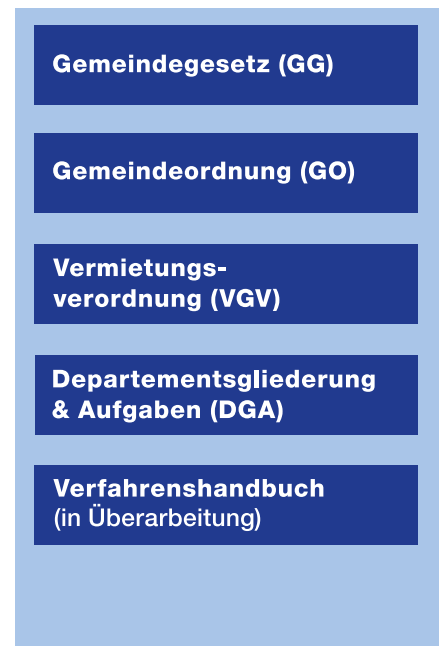 Gemeindegesetz (GG)
Gemeindeordnung (GO)
Vermietungs-
verordnung (VGV)
Departementsgliederung
& Aufgaben (DGA)
Verfahrenshandbuch
(in Überarbeitung)